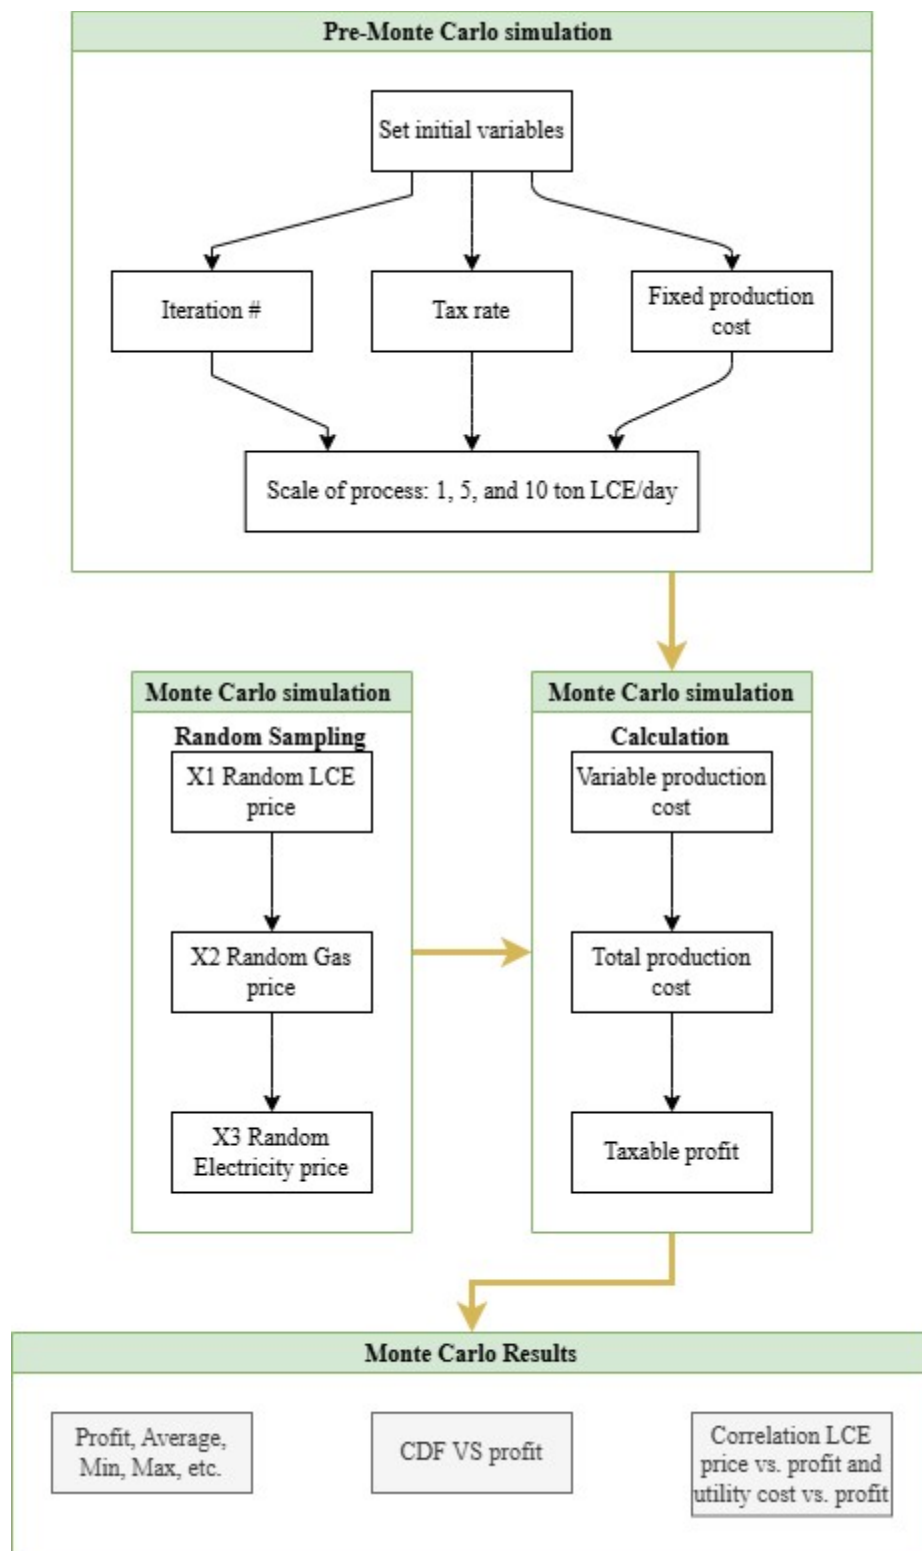 Pre-Monte Carlo simulation
Set initial variables
Iteration #
Tax rate
Fixed production
cost
Scale of process: 1, 5, and 10 ton LCE/day
Monte Carlo simulation
Random Sampling
X1 Random LCE
price
X2 Random Gas
price
X3 Random
Electricity price
Monte Carlo simulation
Calculation
Variable production
cost
Total production
cost
Taxable profit
Monte Carlo Results
Profit, Average,
Min, Max, etc.
CDF VS profit
Correlation LCE
price vs. profit and
utility cost vs. profit